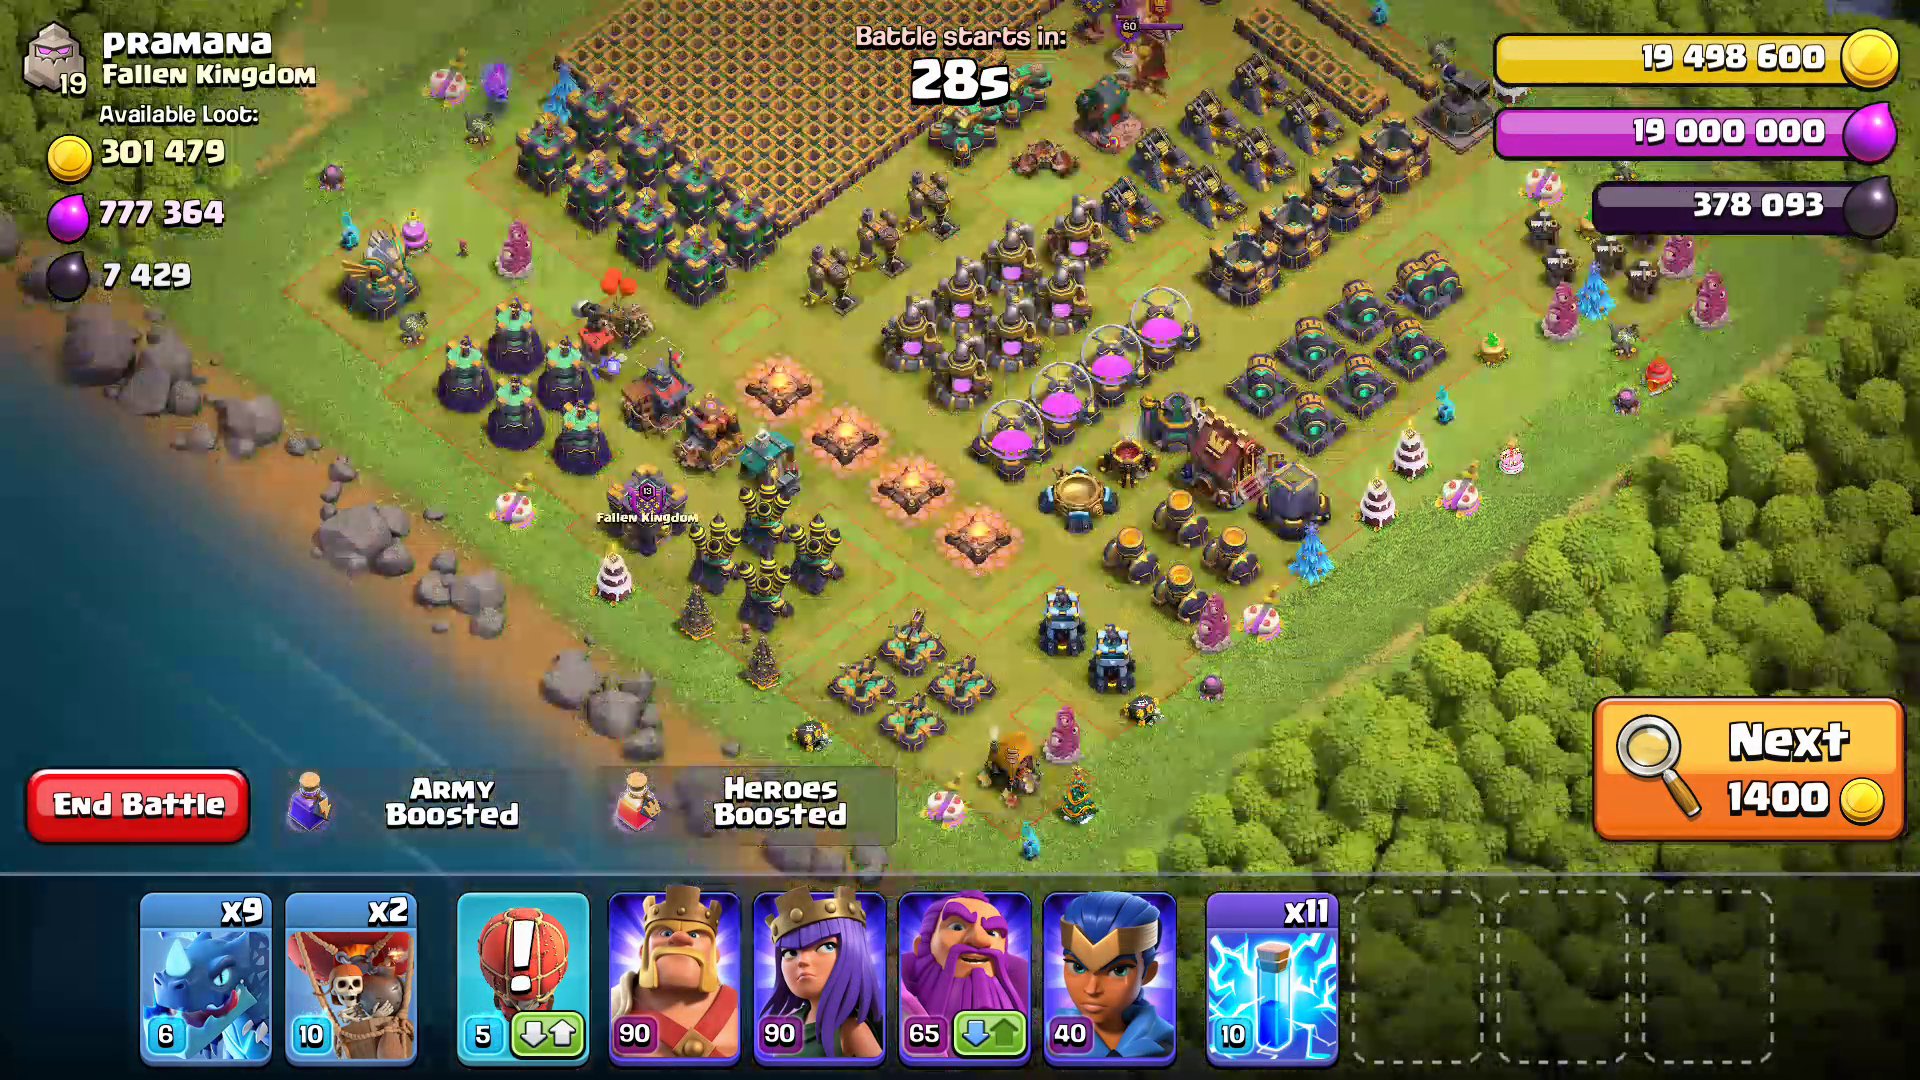 PRAMANA
19
Fallen Kingdom
Available Loot:
301 479
777 364
7 429
Battle starts in:
28s
60
19 498 600
19 000 000
378 093
13
Fallen Kingdom
End Battle
Army
Boosted
Heroes
Boosted
Next
1400
x9
6
x2
10
5
90
90
65
40
x11
10